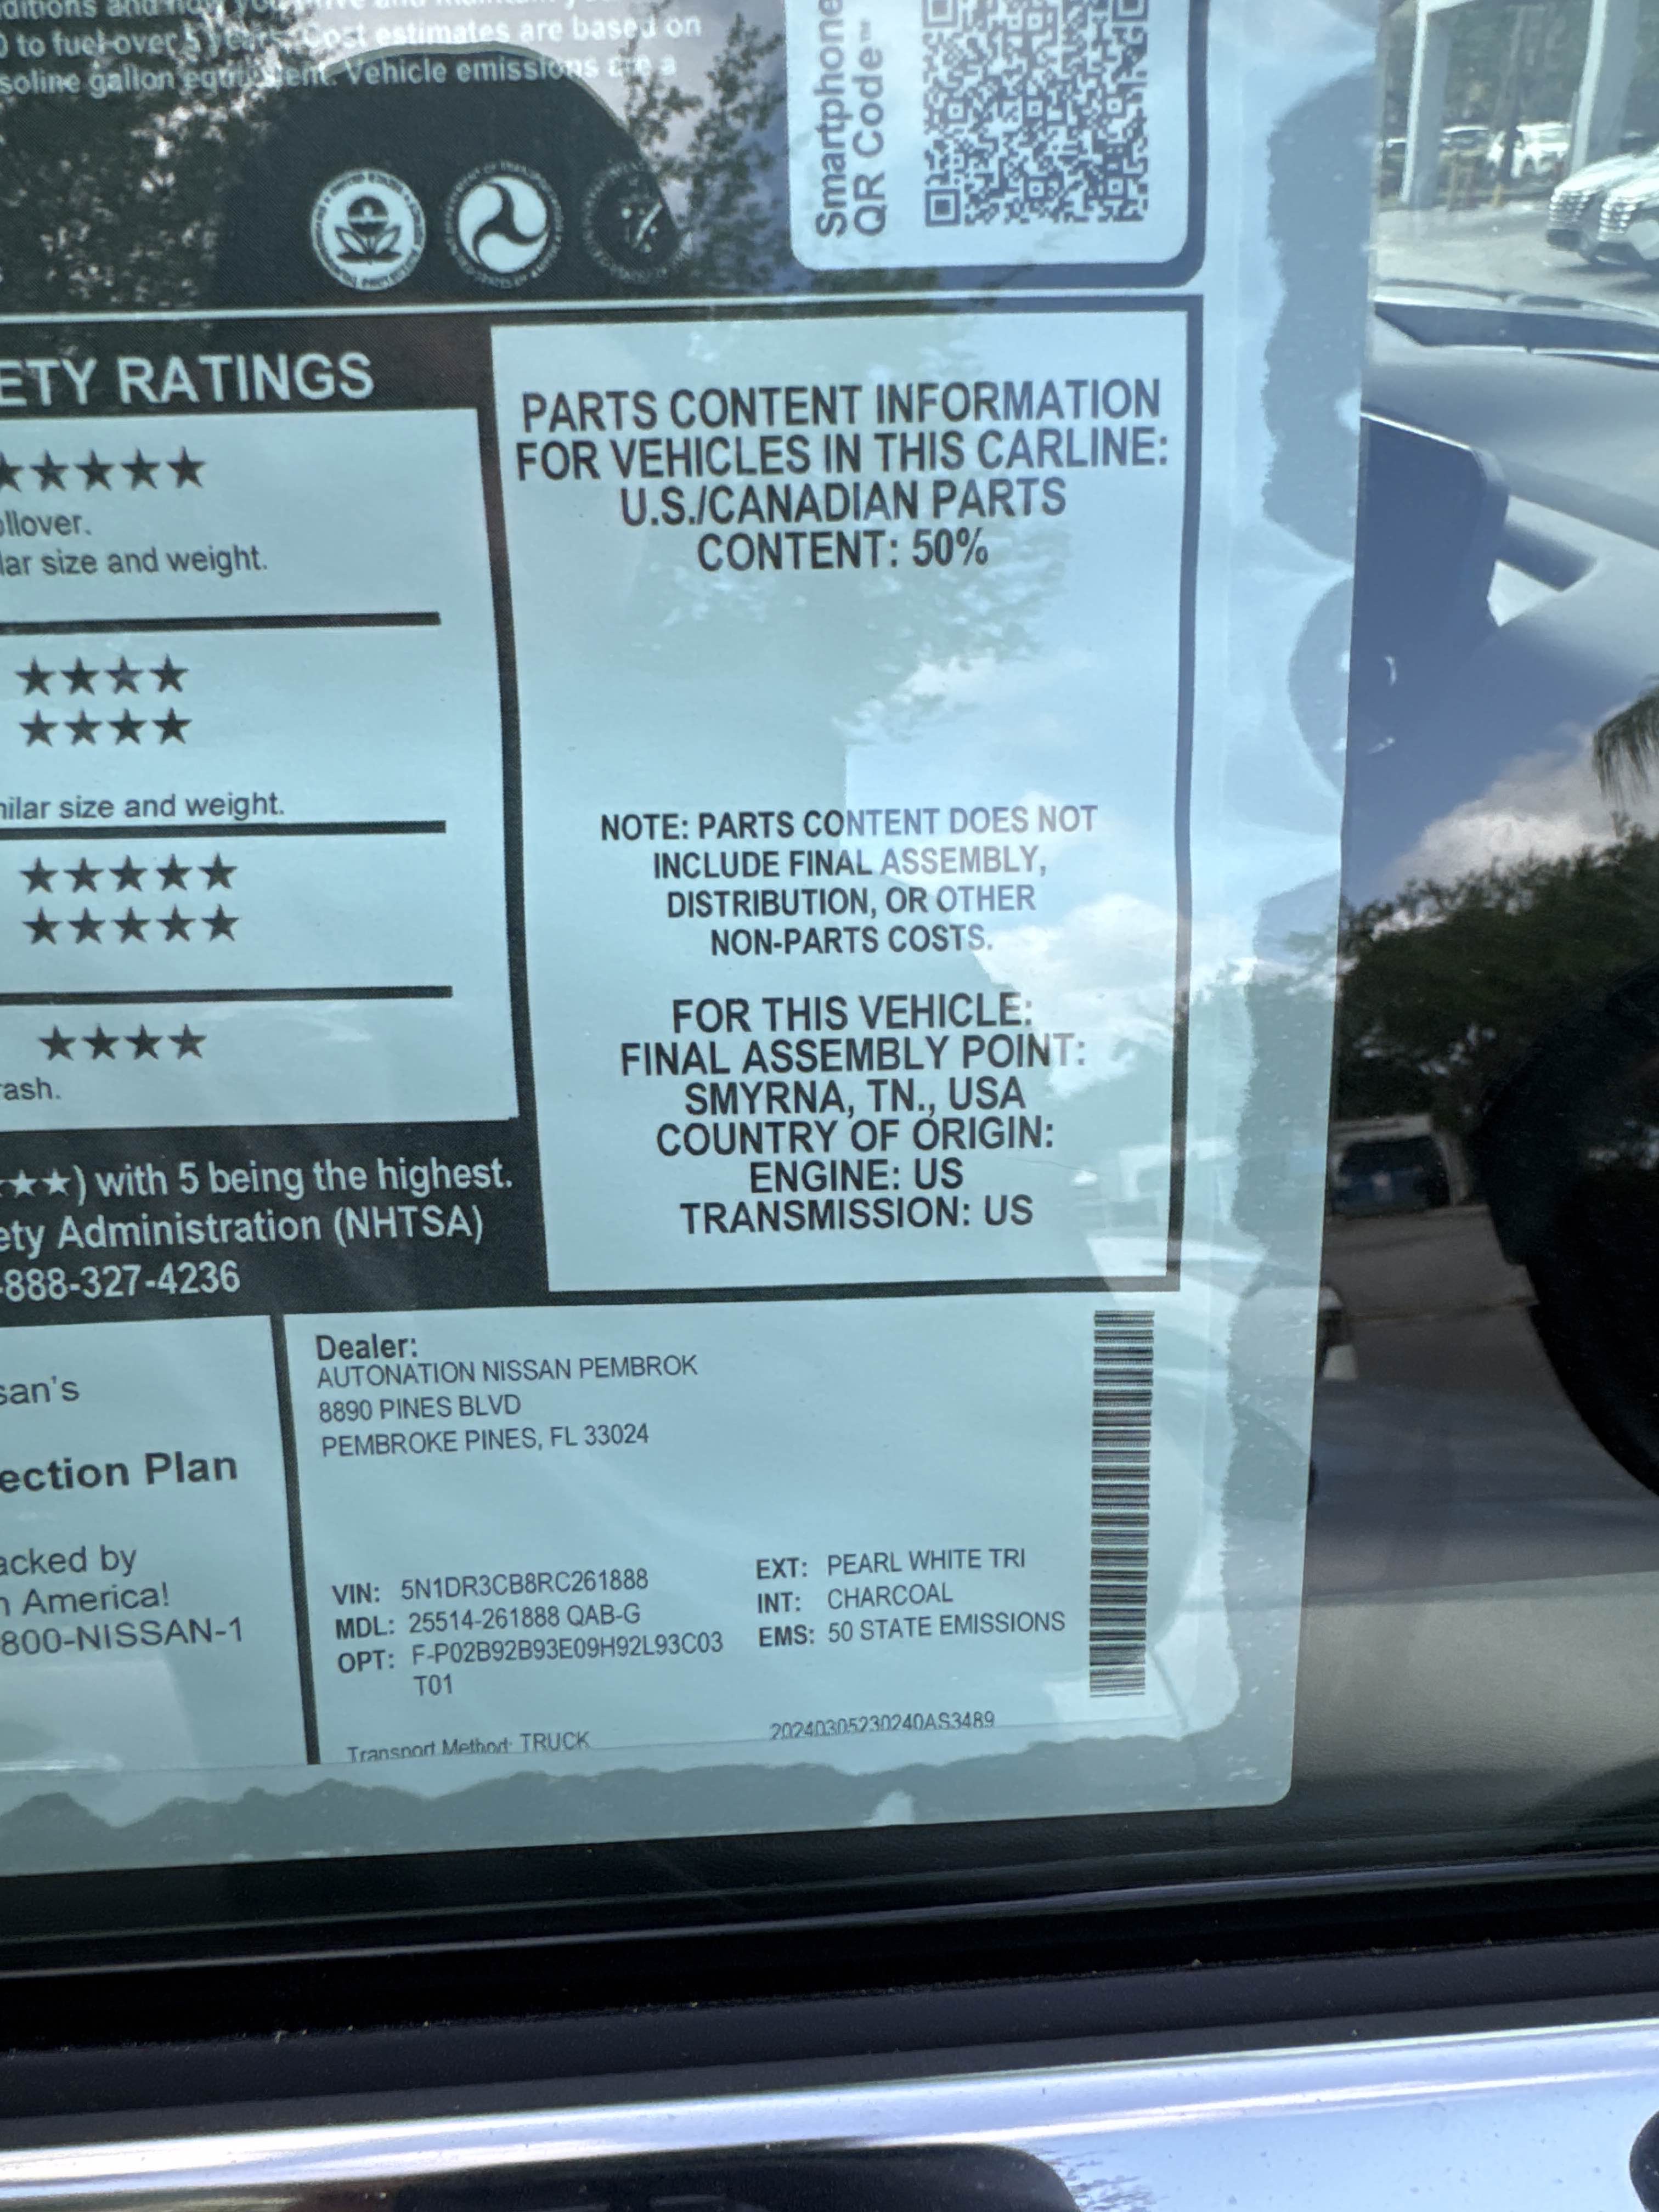 to fuel over 5 years. Cost estimates are based on
soline gallon equivalent. Vehicle emissions are a
Smartphone
QR Code™
ETY RATINGS
★★★★★
ollover.
lar size and weight.
★★★★
★★★★
milar size and weight.
★★★★★
★★★★★
★★★★
rash.
★★) with 5 being the highest.
ety Administration (NHTSA)
-888-327-4236
PARTS CONTENT INFORMATION
FOR VEHICLES IN THIS CARLINE:
U.S./CANADIAN PARTS
CONTENT: 50%
NOTE: PARTS CONTENT DOES NOT
INCLUDE FINAL ASSEMBLY,
DISTRIBUTION, OR OTHER
NON-PARTS COSTS.
FOR THIS VEHICLE:
FINAL ASSEMBLY POINT:
SMYRNA, TN., USA
COUNTRY OF ORIGIN:
ENGINE: US
TRANSMISSION: US
san's
ection Plan
acked by
n America!
800-NISSAN-1
Dealer:
AUTONATION NISSAN PEMBROK
8890 PINES BLVD
PEMBROKE PINES, FL 33024
VIN: 5N1DR3CB8RC261888
MDL: 25514-261888 QAB-G
OPT: F-P02B92B93E09H92L93C03
T01
EXT: PEARL WHITE TRI
INT: CHARCOAL
EMS: 50 STATE EMISSIONS
Transport Method: TRUCK
20240305230240AS3489